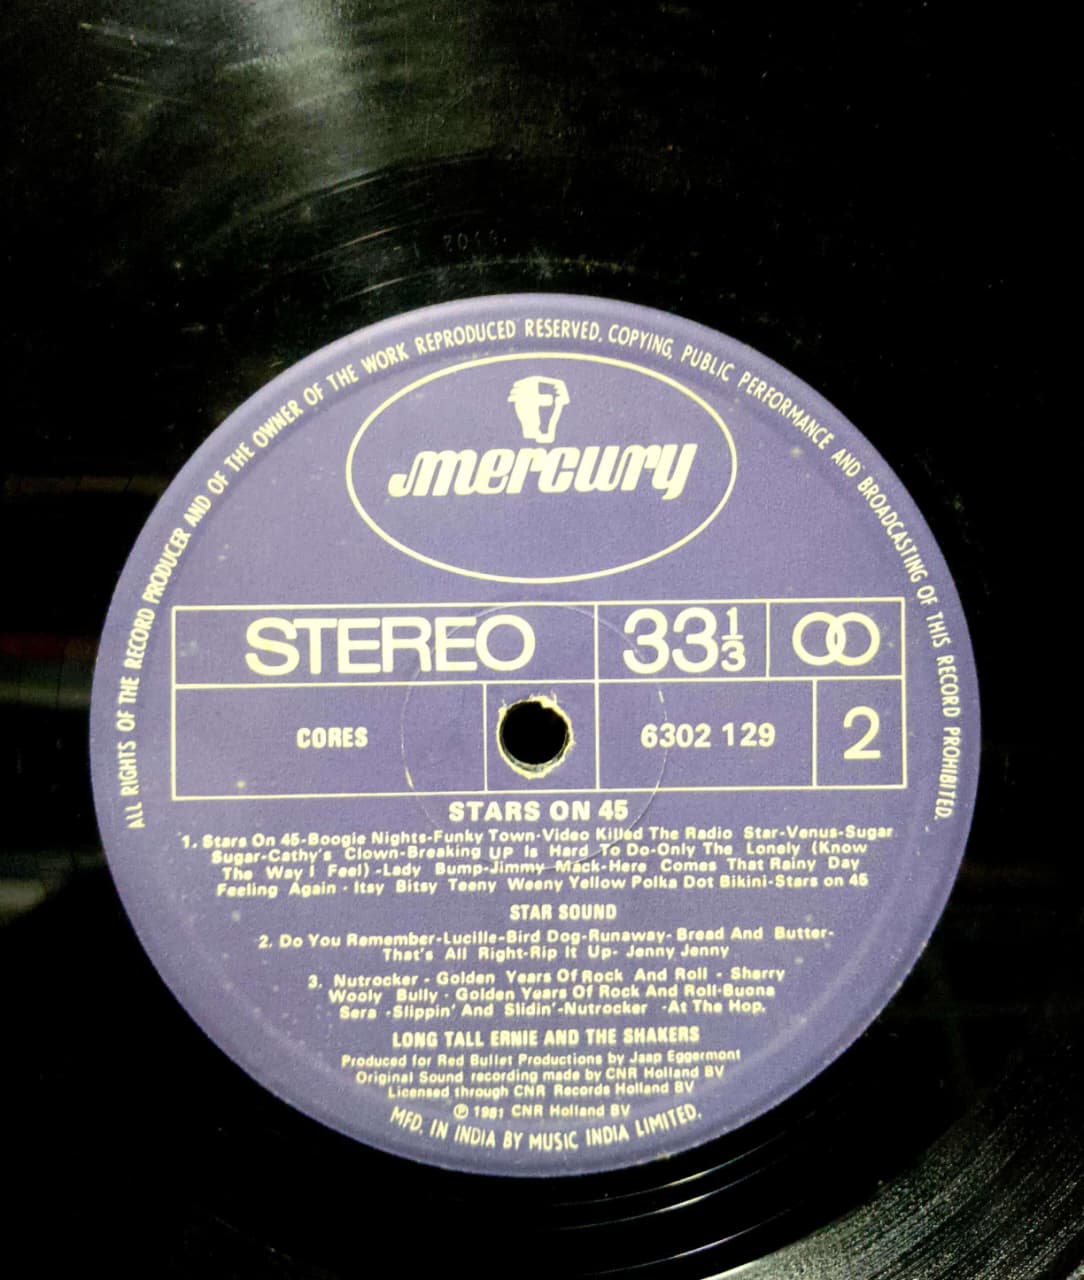 ALL RIGHTS OF THE RECORD PRODUCER AND OF THE OWNER OF THE WORK REPRODUCED RESERVED. COPYING, PUBLIC PERFORMANCE AND BROADCASTING OF THIS RECORD PROHIBITED.
mercury
STEREO 33 1/3
CORES 6302 129 2
STARS ON 45
1. Stars On 45-Boogie Nights-Funky Town-Video Killed The Radio Star-Venus-Sugar
Sugar-Cathy's Clown-Breaking UP Is Hard To Do-Only The Lonely (Know
The Way I Feel) -Lady Bump-Jimmy Mack-Here Comes That Rainy Day
Feeling Again - Itsy Bitsy Teeny Weeny Yellow Polka Dot Bikini-Stars on 45
STAR SOUND
2. Do You Remember-Lucille-Bird Dog-Runaway- Bread And Butter-
That's All Right-Rip It Up- Jenny Jenny
3. Nutrocker - Golden Years Of Rock And Roll - Sherry
Wooly Bully - Golden Years Of Rock And Roll-Buona
Sera -Slippin' And Slidin'-Nutrocker -At The Hop.
LONG TALL ERNIE AND THE SHAKERS
Produced for Red Bullet Productions by Jaap Eggermont
Original Sound recording made by CNR Holland BV
Licensed through CNR Records Holland BV
Ⓟ 1981 CNR Holland BV
MFD. IN INDIA BY MUSIC INDIA LIMITED.